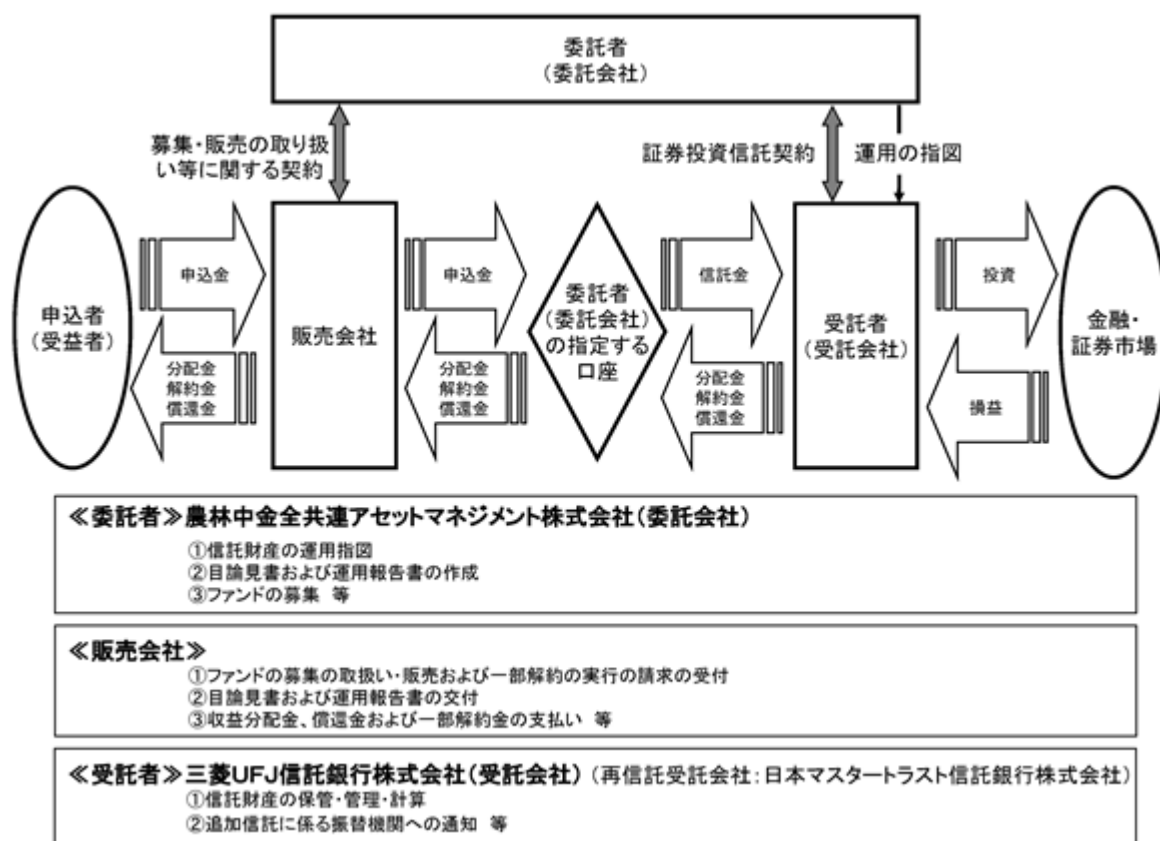 委託者
(委託会社)
募集・販売の取り扱
い等に関する契約
証券投資信託契約
運用の指図
申込者
(受益者)
申込金
分配金
解約金
償還金
販売会社
申込金
分配金
解約金
償還金
委託者
(委託会社)
の指定する
口座
信託金
分配金
解約金
償還金
受託者
(受託会社)
投資
損益
金融・
証券市場
≪委託者≫農林中金全共連アセットマネジメント株式会社(委託会社)
①信託財産の運用指図
②目論見書および運用報告書の作成
③ファンドの募集 等
≪販売会社≫
①ファンドの募集の取扱い・販売および一部解約の実行の請求の受付
②目論見書および運用報告書の交付
③収益分配金、償還金および一部解約金の支払い 等
≪受託者≫三菱UFJ信託銀行株式会社(受託会社) (再信託受託会社:日本マスタートラスト信託銀行株式会社)
①信託財産の保管・管理・計算
②追加信託に係る振替機関への通知 等